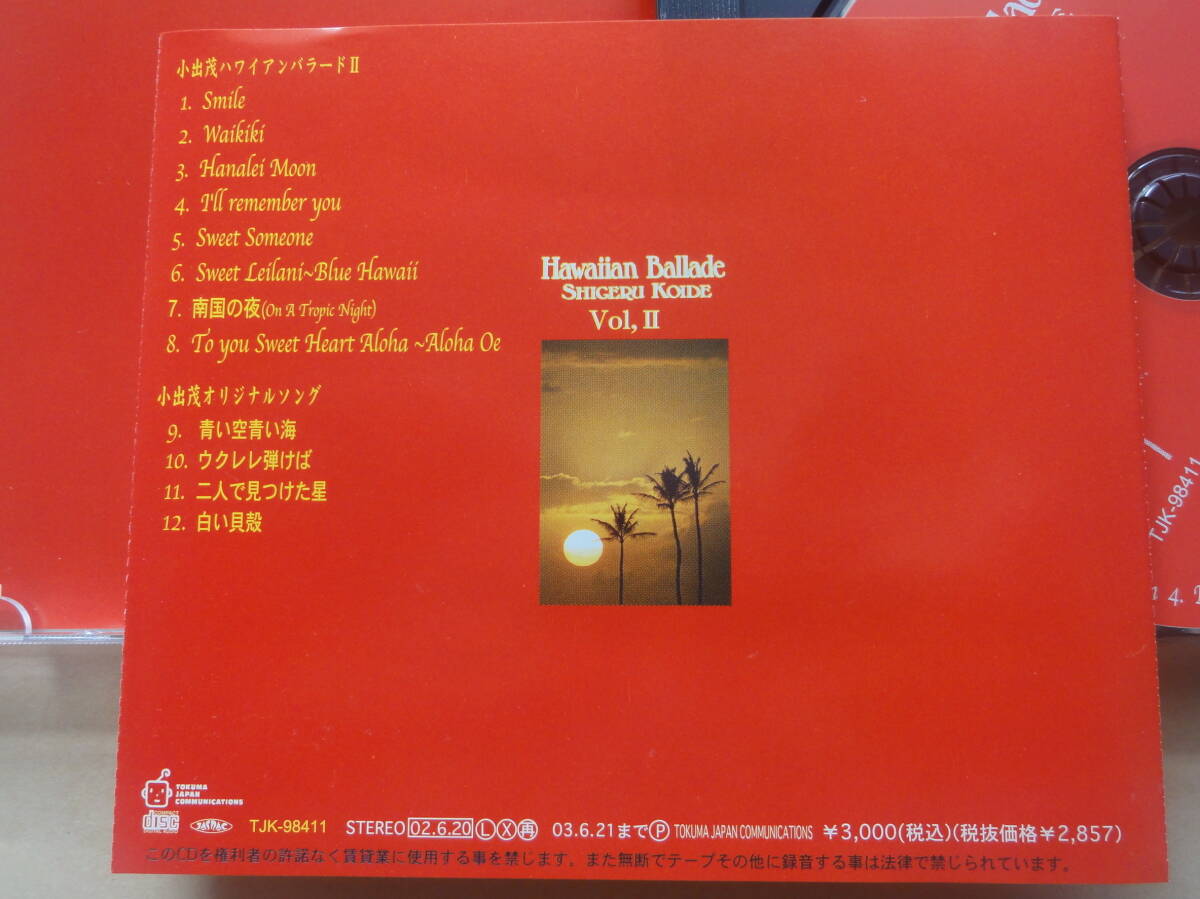 小出茂ハワイアンバラードⅡ
1. Smile
2. Waikiki
3. Hanalei Moon
4. I'll remember you
5. Sweet Someone
6. Sweet Leilani~Blue Hawaii
7. 南国の夜(On A Tropic Night)
8. To you Sweet Heart Aloha ~Aloha Oe
小出茂オリジナルソング
9. 青い空青い海
10. ウクレレ弾けば
11. 二人で見つけた星
12. 白い貝殻
Hawaiian Ballade
SHIGERU KOIDE
Vol, Ⅱ
TJK-98411
4.
TOKUMA
JAPAN
COMMUNICATIONS
COMPACT
disc
DIGITAL AUDIO
TJK-98411 STEREO 02.6.20 Ⓛ Ⓧ ㊢ 03.6.21まで Ⓟ TOKUMA JAPAN COMMUNICATIONS ¥3,000(税込)(税抜価格¥2,857)
このCDを権利者の許諾なく賃貸業に使用する事を禁じます。また無断でテープその他に録音する事は法律で禁じられています。